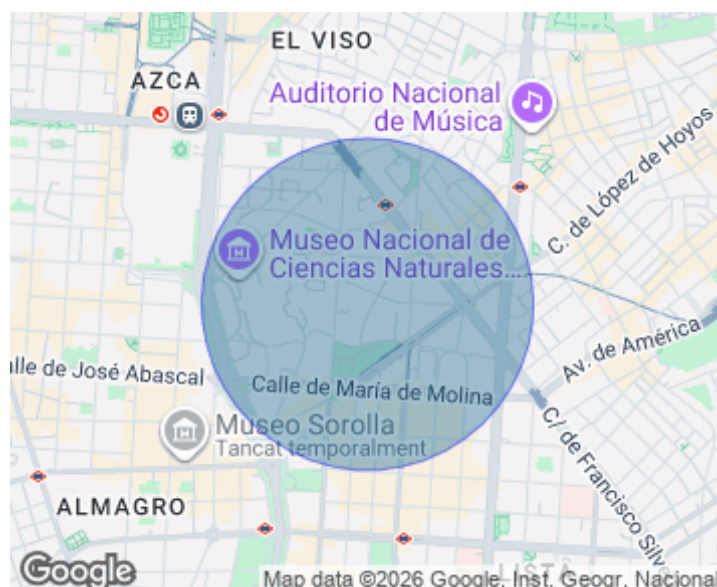 EL VISO
AZCA
Auditorio Nacional
de Música
C. de López de Hoyos
Museo Nacional de
Ciencias Naturales...
Av. de América
alle de José Abascal
Calle de María de Molina
Museo Sorolla
Tancat temporalment
C/ de Francisco Silve
ALMAGRO
LISTA
Google
Map data ©2026 Google, Inst. Geogr. Nacional